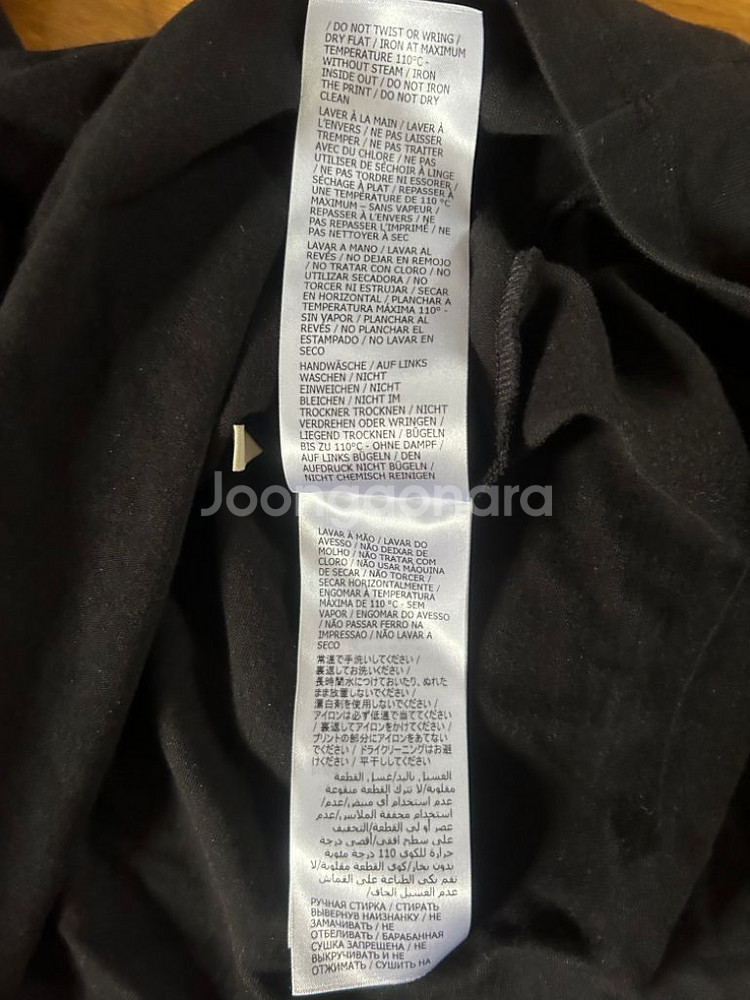 / DO NOT TWIST OR WRING /
DRY FLAT / IRON AT MAXIMUM
TEMPERATURE 110°C -
WITHOUT STEAM / IRON
INSIDE OUT / DO NOT IRON
THE PRINT / DO NOT DRY
CLEAN
LAVER À LA MAIN / LAVER À
L'ENVERS / NE PAS LAISSER
TREMPER / NE PAS TRAITER
AVEC DU CHLORE / NE PAS
UTILISER DE SÉCHOIR À LINGE
/ NE PAS TORDRE NI ESSORER /
SÉCHAGE À PLAT / REPASSER À
UNE TEMPÉRATURE DE 110 °C
MAXIMUM – SANS VAPEUR /
REPASSER À L'ENVERS / NE
PAS REPASSER L'IMPRIMÉ / NE
PAS NETTOYER À SEC
LAVAR A MANO / LAVAR AL
REVÉS / NO DEJAR EN REMOJO
/ NO TRATAR CON CLORO / NO
UTILIZAR SECADORA / NO
TORCER NI ESTRUJAR / SECAR
EN HORIZONTAL / PLANCHAR A
TEMPERATURA MÁXIMA 110° -
SIN VAPOR / PLANCHAR AL
REVÉS / NO PLANCHAR EL
ESTAMPADO / NO LAVAR EN
SECO
HANDWÄSCHE / AUF LINKS
WASCHEN / NICHT
EINWEICHEN / NICHT
BLEICHEN / NICHT IM
TROCKNER TROCKNEN / NICHT
VERDREHEN ODER WRINGEN /
LIEGEND TROCKNEN / BÜGELN
BIS ZU 110°C - OHNE DAMPF /
AUF LINKS BÜGELN / DEN
AUFDRUCK NICHT BÜGELN /
NICHT CHEMISCH REINIGEN
Joonggonara
LAVAR À MÃO / LAVAR DO
AVESSO / NÃO DEIXAR DE
MOLHO / NÃO TRATAR COM
CLORO / NÃO USAR MÁQUINA
DE SECAR / NÃO TORCER /
SECAR HORIZONTALMENTE /
ENGOMAR À TEMPERATURA
MÁXIMA DE 110 °C - SEM
VAPOR / ENGOMAR DO AVESSO
/ NÃO PASSAR FERRO NA
IMPRESSAO / NÃO LAVAR A
SECO
常温で手洗いしてください /
裏返してお洗いください /
長時間水につけておいたり、ぬれた
まま放置しないでください /
漂白剤を使用しないでください /
アイロンは必ず低温で当ててください
/ 裏返してアイロンをかけてください /
プリントの部分にアイロンをあてない
でください / ドライクリーニングはお避
けください / 平干ししてください
الغسيل باليد/غسل القطعة
مقلوبة/لا تترك القطعة منقوعة
عدم استخدام أي مبيض/عدم/
استخدام مجففة الملابس/عدم
عصر أو لي القطعة/التجفيف
على سطح افقي/أقصى درجة
حرارة للكوي 110 درجة مئوية
بدون بخار/كوي القطعة مقلوبة/لا
تقم بكي الطباعة على القماش
عدم الغسيل الجاف/
РУЧНАЯ СТИРКА / СТИРАТЬ
ВЫВЕРНУВ НАИЗНАНКУ / НЕ
ЗАМАЧИВАТЬ / НЕ
ОТБЕЛИВАТЬ / БАРАБАННАЯ
СУШКА ЗАПРЕЩЕНА / НЕ
ВЫКРУЧИВАТЬ И НЕ
ОТЖИМАТЬ / СУШИТЬ НА